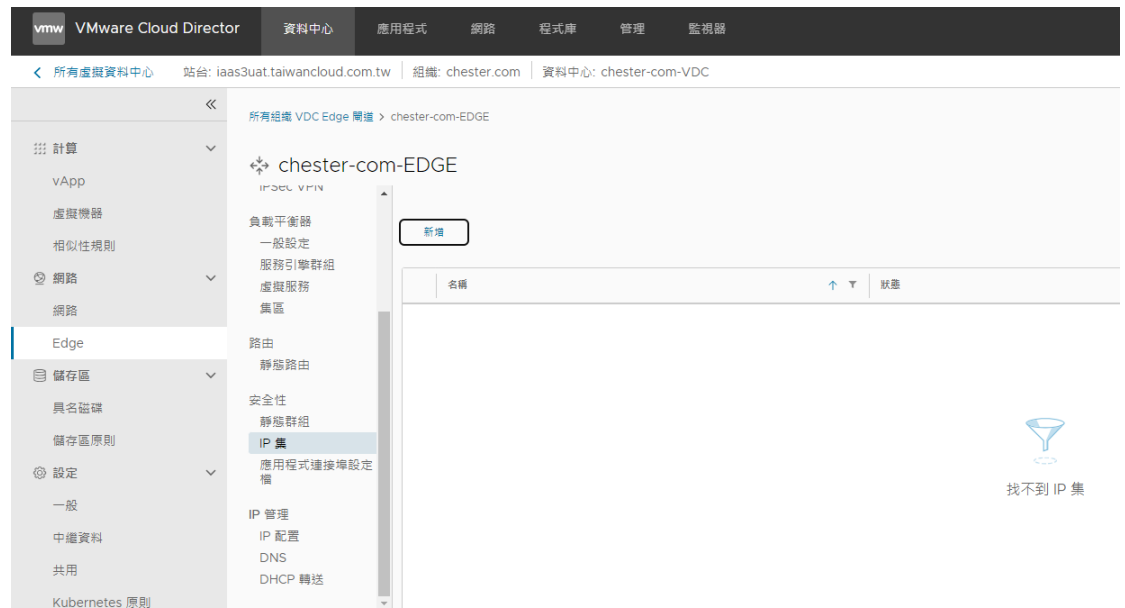 vmw VMware Cloud Director 資料中心 應用程式 網路 程式庫 管理 監視器
所有虛擬資料中心 站台: iaas3uat.taiwancloud.com.tw 組織: chester.com 資料中心: chester-com-VDC
所有組織 VDC Edge 閘道 > chester-com-EDGE
計算
vApp
虛擬機器
相似性規則
網路
網路
Edge
儲存區
具名磁碟
儲存區原則
設定
一般
中繼資料
共用
Kubernetes 原則
chester-com-EDGE
IPSec VPN
負載平衡器
一般設定
服務引擎群組
虛擬服務
集區
路由
靜態路由
安全性
靜態群組
IP 集
應用程式連接埠設定
檔
IP 管理
IP 配置
DNS
DHCP 轉送
新增
名稱 狀態
找不到 IP 集